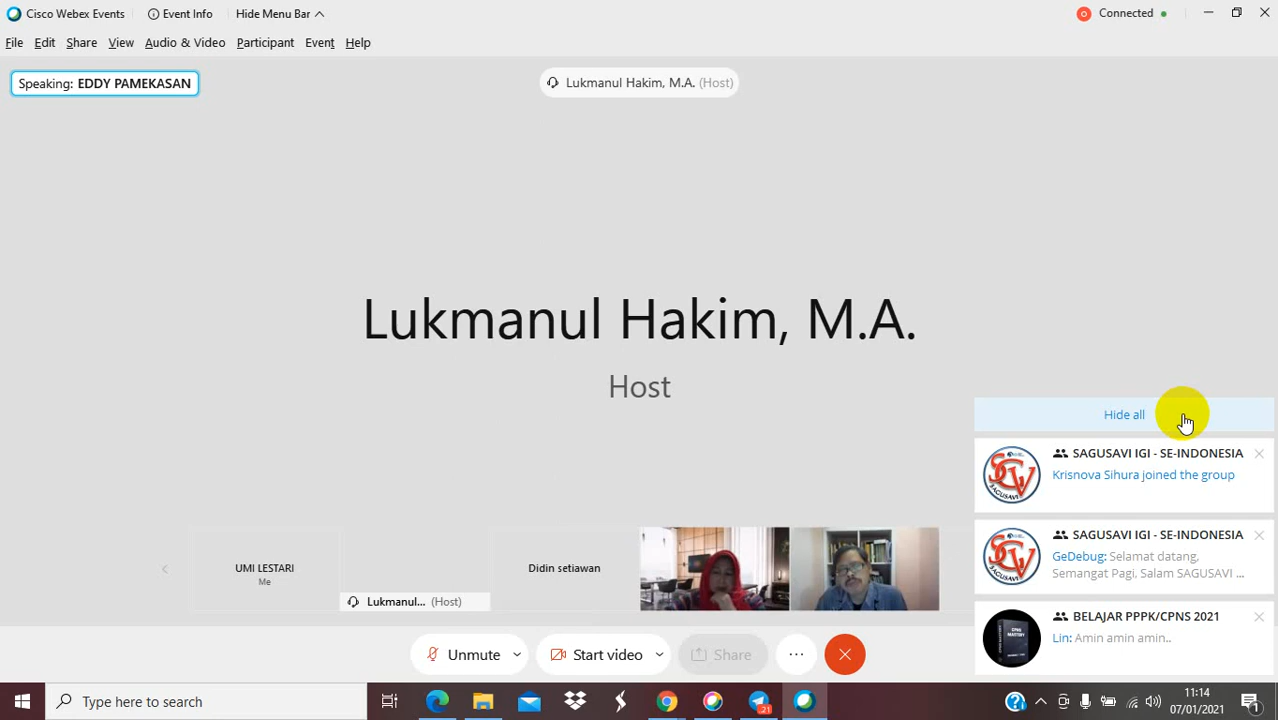 Cisco Webex Events
Event Info
Hide Menu Bar
Connected
File Edit Share View Audio & Video Participant Event Help
Speaking: EDDY PAMEKASAN
Lukmanul Hakim, M.A. (Host)
Lukmanul Hakim, M.A.
Host
Hide all
SAGUSAVI IGI - SE-INDONESIA
Krisnova Sihura joined the group
SAGUSAVI IGI - SE-INDONESIA
GeDebug: Selamat datang,
Semangat Pagi, Salam SAGUSAVI ...
BELAJAR PPPK/CPNS 2021
Lin: Amin amin amin..
UMI LESTARI
Me
Lukmanul... (Host)
Didin setiawan
Unmute
Start video
Share
Type here to search
21
11:14
07/01/2021
1